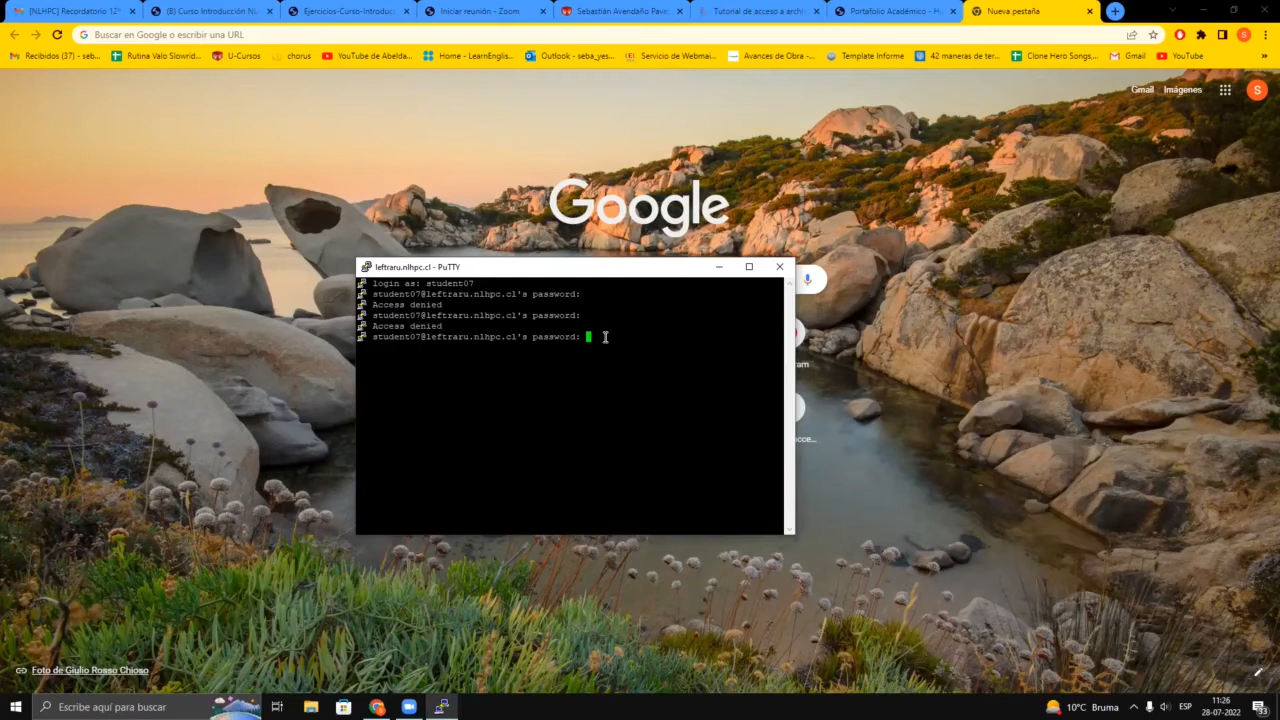 [NLHPC] Recordatorio 12°
(B) Curso Introducción NL
Ejercicios-Curso-Introduc
Iniciar reunión - Zoom
Sebastián Avendaño Pave
Tutorial de acceso a archi
Portafolio Académico - H
Nueva pestaña
Buscar en Google o escribir una URL
Recibidos (37) - seb...
Rutina Valo Slowrid...
U-Cursos
chorus
YouTube de Abelda...
Home - LearnEnglis...
Outlook - seba_yes...
Servicio de Webmai...
Avances de Obra -...
Template Informe
42 maneras de ter...
Clone Hero Songs,...
Gmail
YouTube
»
Gmail
Imágenes
S
Google
leftraru.nlhpc.cl - PuTTY
login as: student07
student07@leftraru.nlhpc.cl's password:
Access denied
student07@leftraru.nlhpc.cl's password:
Access denied
student07@leftraru.nlhpc.cl's password:
ram
cce...
Foto de Giulio Rosso Chioso
Escribe aquí para buscar
10°C Bruma
ESP
11:26
28-07-2022